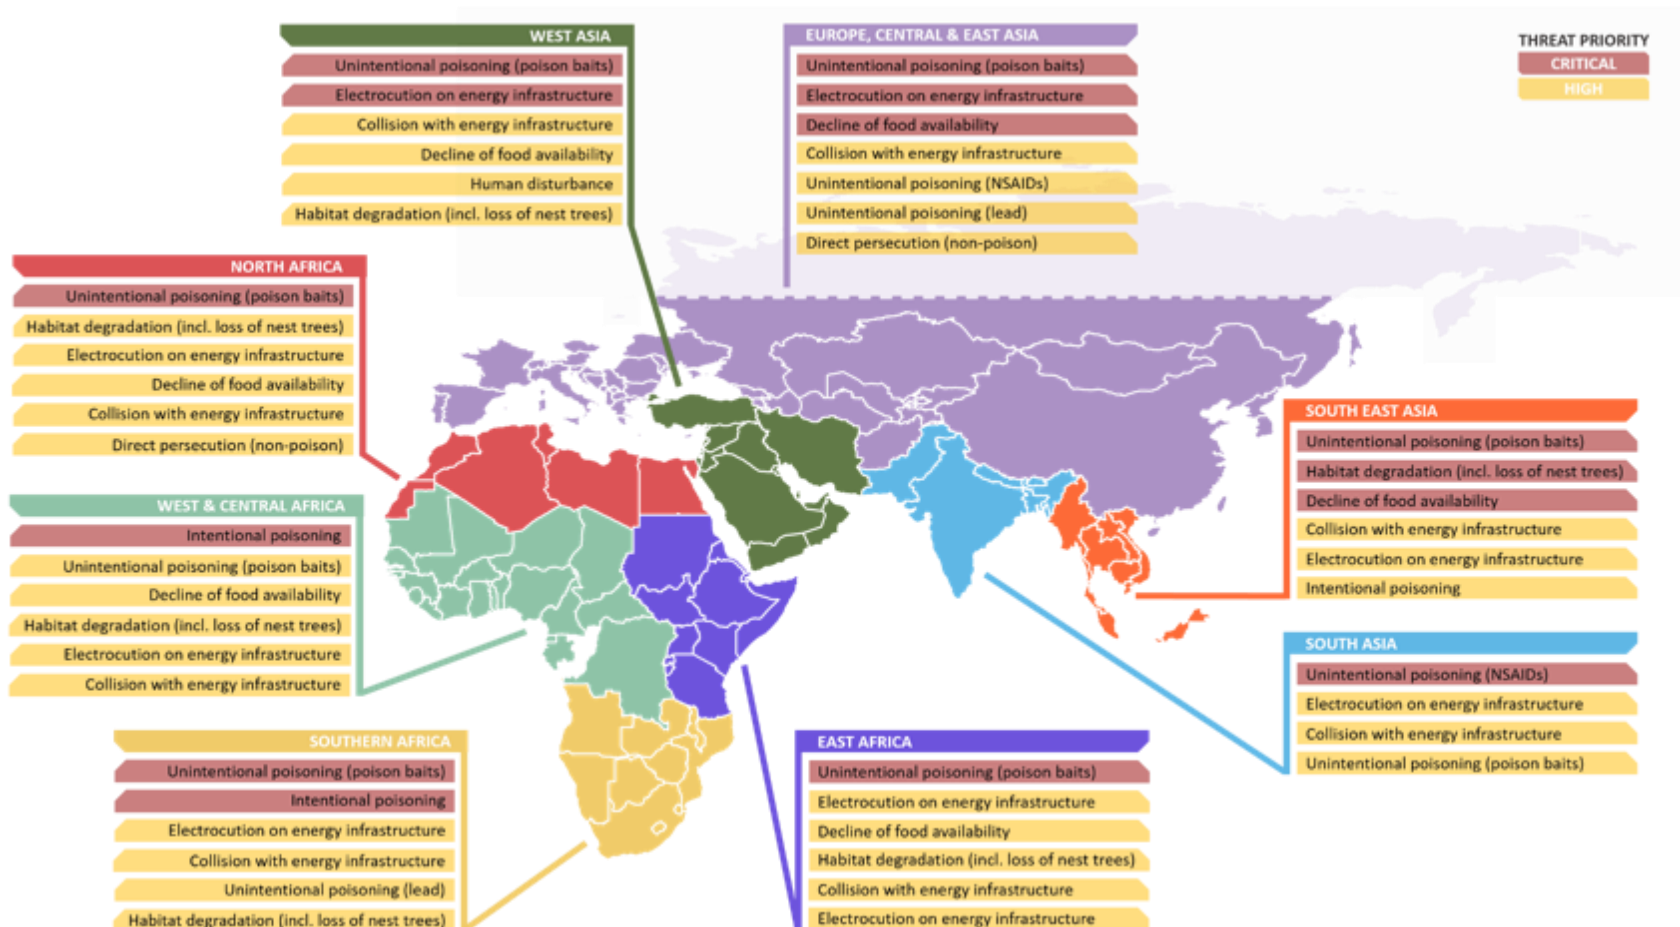 WEST ASIA
Unintentional poisoning (poison baits)
Electrocution on energy infrastructure
Collision with energy infrastructure
Decline of food availability
Human disturbance
Habitat degradation (incl. loss of nest trees)
EUROPE, CENTRAL & EAST ASIA
Unintentional poisoning (poison baits)
Electrocution on energy infrastructure
Decline of food availability
Collision with energy infrastructure
Unintentional poisoning (NSAIDs)
Unintentional poisoning (lead)
Direct persecution (non-poison)
THREAT PRIORITY
CRITICAL
HIGH
NORTH AFRICA
Unintentional poisoning (poison baits)
Habitat degradation (incl. loss of nest trees)
Electrocution on energy infrastructure
Decline of food availability
Collision with energy infrastructure
Direct persecution (non-poison)
WEST & CENTRAL AFRICA
Intentional poisoning
Unintentional poisoning (poison baits)
Decline of food availability
Habitat degradation (incl. loss of nest trees)
Electrocution on energy infrastructure
Collision with energy infrastructure
SOUTH EAST ASIA
Unintentional poisoning (poison baits)
Habitat degradation (incl. loss of nest trees)
Decline of food availability
Collision with energy infrastructure
Electrocution on energy infrastructure
Intentional poisoning
SOUTH ASIA
Unintentional poisoning (NSAIDs)
Electrocution on energy infrastructure
Collision with energy infrastructure
Unintentional poisoning (poison baits)
SOUTHERN AFRICA
Unintentional poisoning (poison baits)
Intentional poisoning
Electrocution on energy infrastructure
Collision with energy infrastructure
Unintentional poisoning (lead)
Habitat degradation (incl. loss of nest trees)
EAST AFRICA
Unintentional poisoning (poison baits)
Electrocution on energy infrastructure
Decline of food availability
Habitat degradation (incl. loss of nest trees)
Collision with energy infrastructure
Electrocution on energy infrastructure